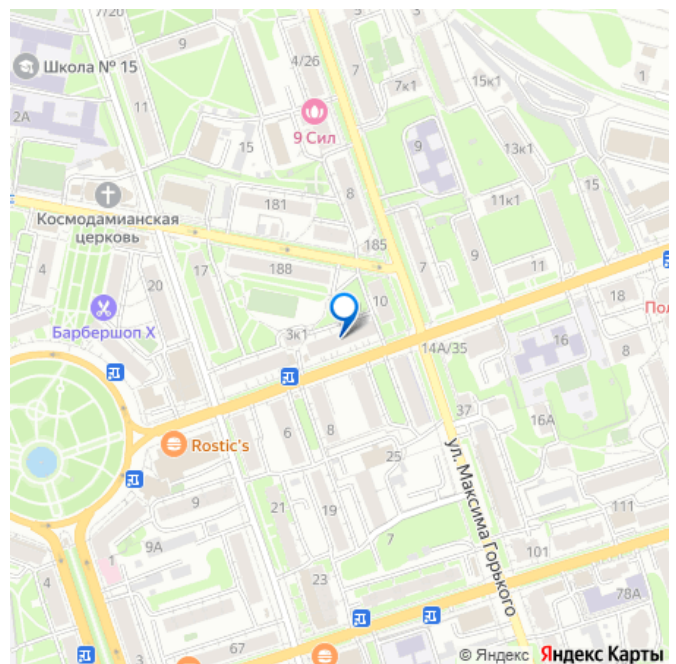 7/20
9
4/26
7
7к1
15к1
1
Школа № 15
11
2А
9 Сил
15
9
13к1
8
11к1
15
Космодамианская
церковь
181
185
7
9
11
4
20
17
188
10
18
Пол
Барбершоп Х
3к1
14А/35
16
8
6
8
37
16А
Rostic's
25
ул. Максима Горького
9
21
19
7
111
101
9А
1
23
4
78А
3
67
© Яндекс Яндекс Карты